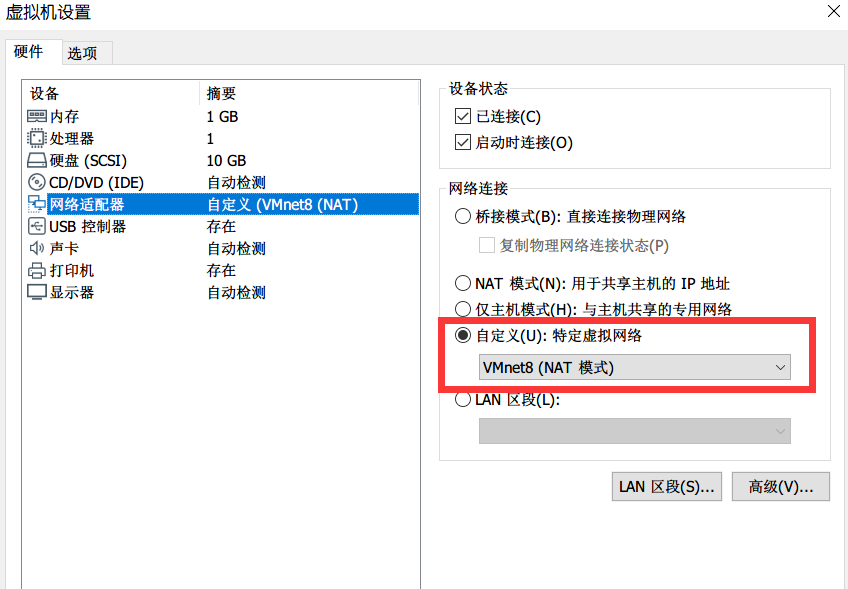 虚拟机设置
硬件 选项
设备 摘要
内存 1 GB
处理器 1
硬盘 (SCSI) 10 GB
CD/DVD (IDE) 自动检测
网络适配器 自定义 (VMnet8 (NAT)
USB 控制器 存在
声卡 自动检测
打印机 存在
显示器 自动检测
设备状态
已连接(C)
启动时连接(O)
网络连接
桥接模式(B): 直接连接物理网络
复制物理网络连接状态(P)
NAT 模式(N): 用于共享主机的 IP 地址
仅主机模式(H): 与主机共享的专用网络
自定义(U): 特定虚拟网络
VMnet8 (NAT 模式)
LAN 区段(L):
LAN 区段(S)... 高级(V)...